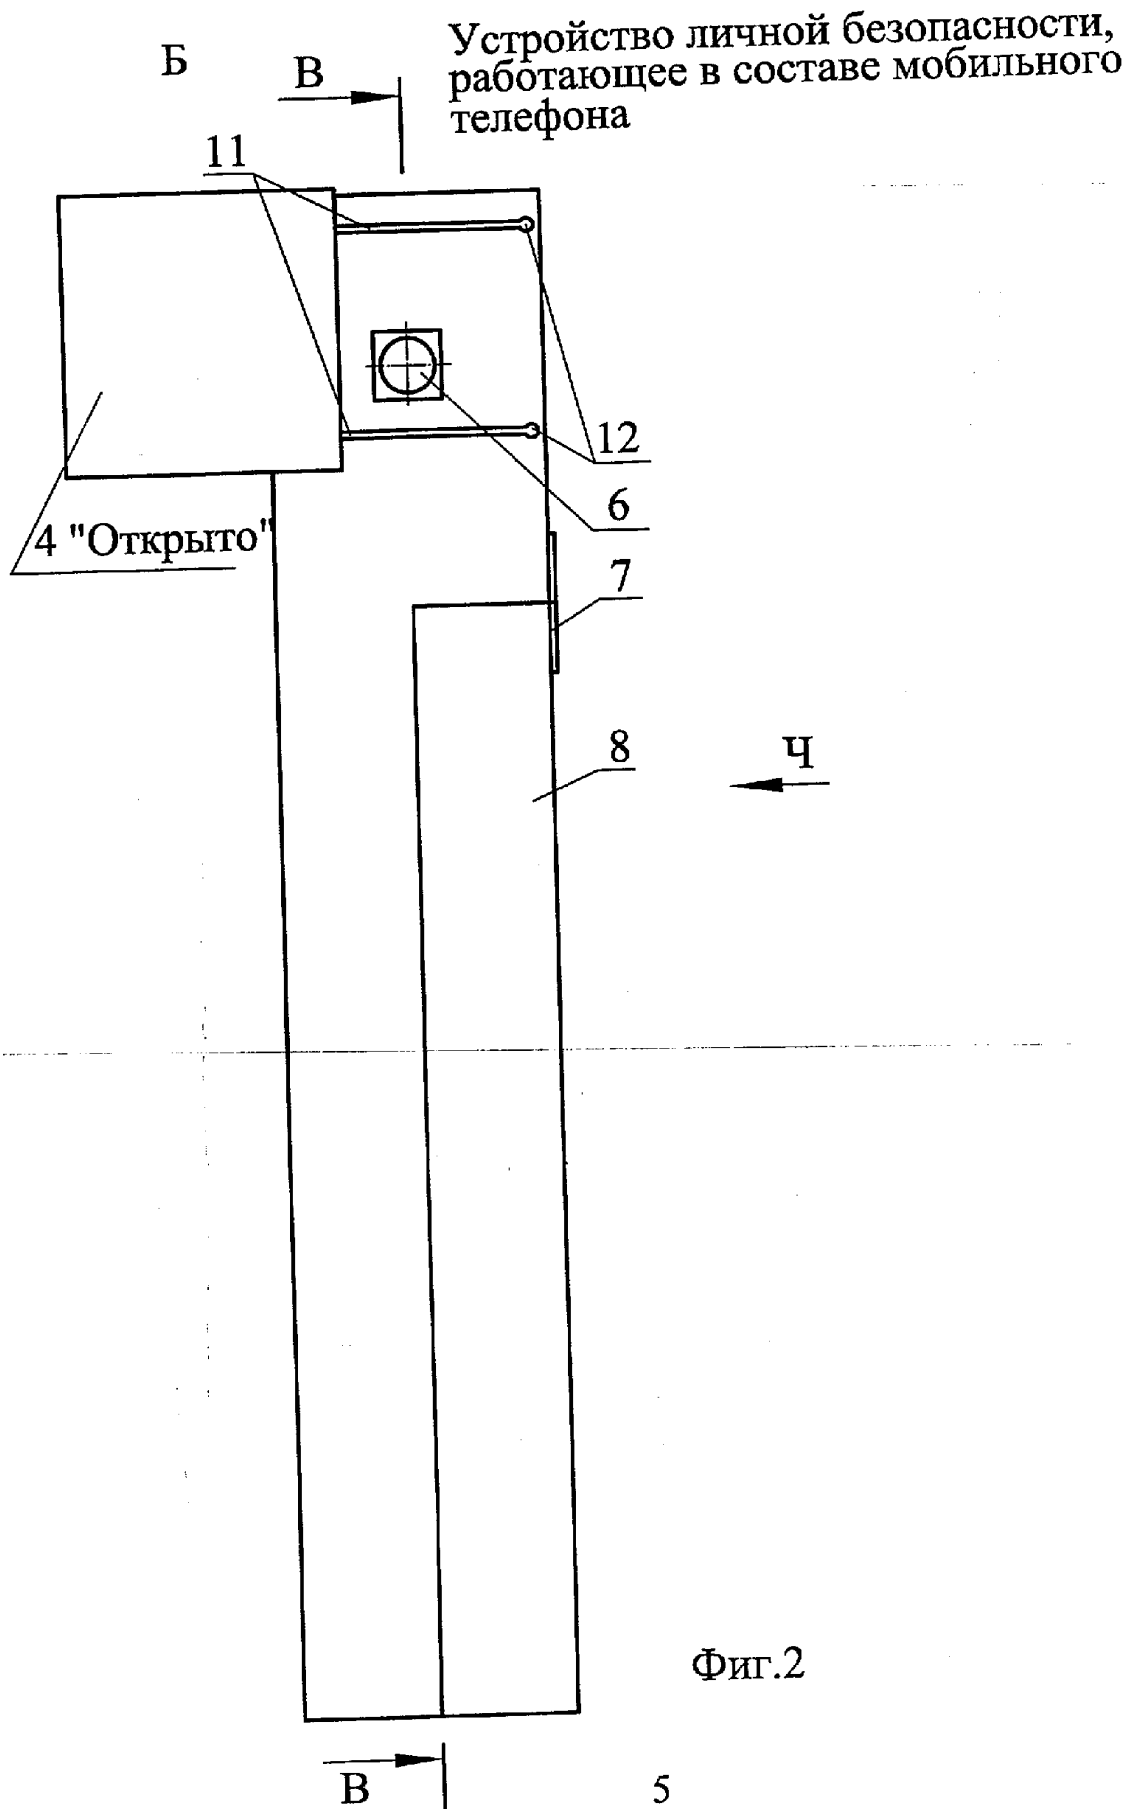 Устройство личной безопасности,
работающее в составе мобильного
телефона
Б
В
11
12
6
4 "Открыто"
7
8
Ч
Фиг.2
В
5